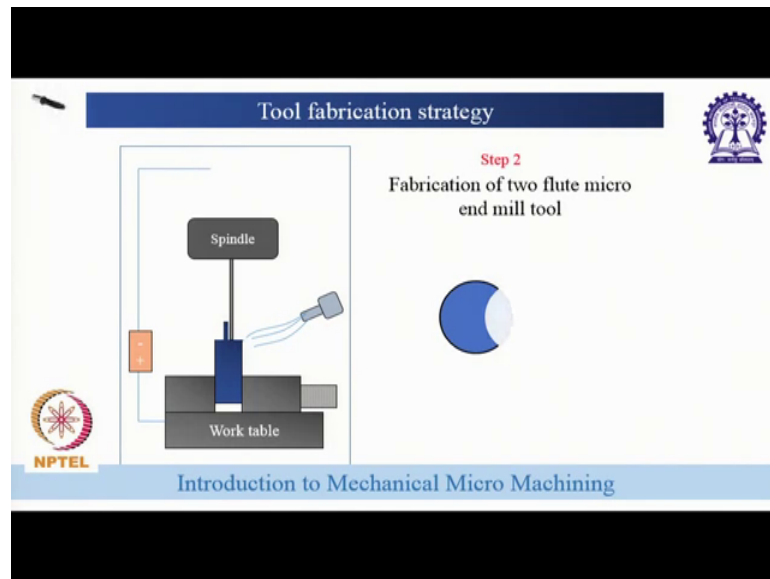 Tool fabrication strategy
Step 2
Fabrication of two flute micro
end mill tool
Spindle
-
+
Work table
NPTEL
Introduction to Mechanical Micro Machining